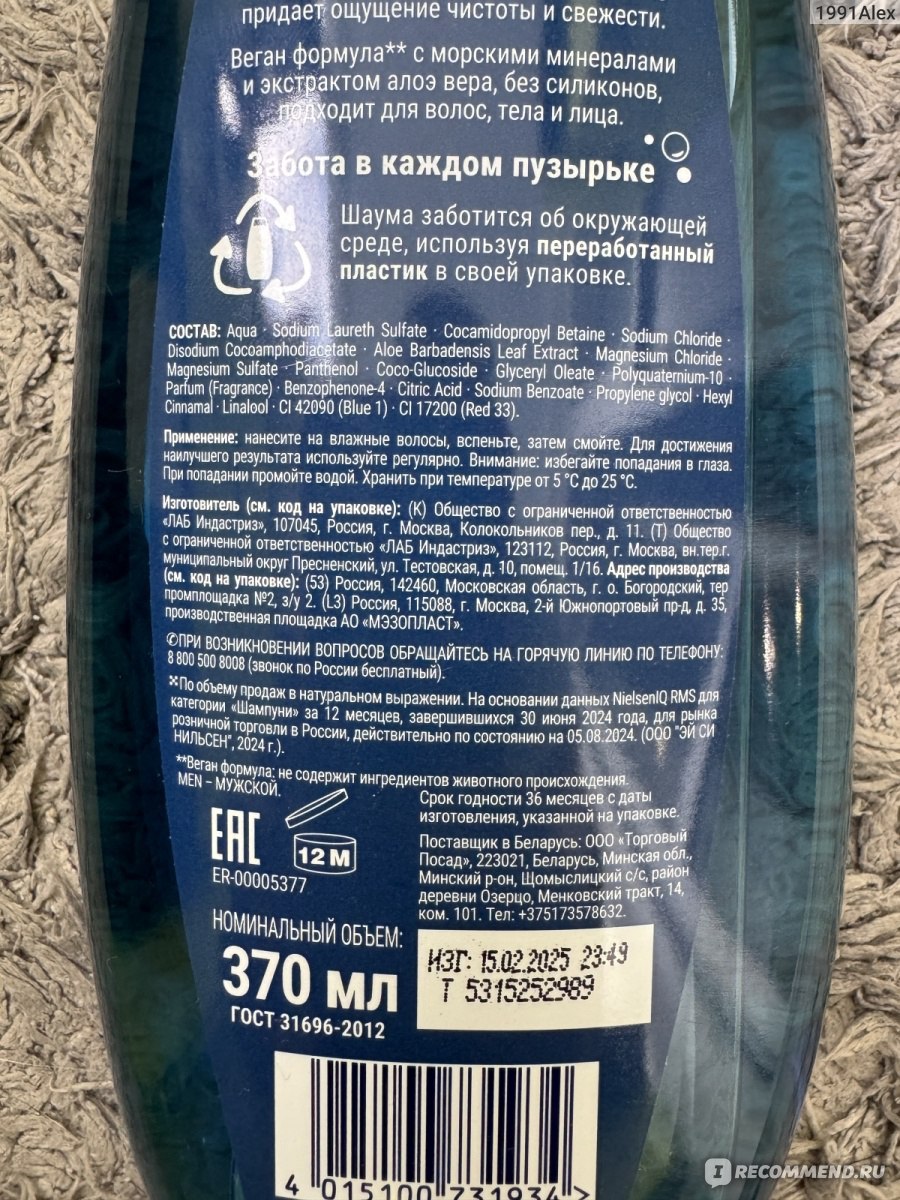 1991Alex
придает ощущение чистоты и свежести.
Веган формула** с морскими минералами
и экстрактом алоэ вера, без силиконов,
подходит для волос, тела и лица.
Забота в каждом пузырьке
Шаума заботится об окружающей
среде, используя переработанный
пластик в своей упаковке.
СОСТАВ: Aqua · Sodium Laureth Sulfate · Cocamidopropyl Betaine · Sodium Chloride ·
Disodium Cocoamphodiacetate · Aloe Barbadensis Leaf Extract · Magnesium Chloride ·
Magnesium Sulfate · Panthenol · Coco-Glucoside · Glyceryl Oleate · Polyquaternium-10 ·
Parfum (Fragrance) · Benzophenone-4 · Citric Acid · Sodium Benzoate · Propylene glycol · Hexyl
Cinnamal · Linalool · CI 42090 (Blue 1) · CI 17200 (Red 33).
Применение: нанесите на влажные волосы, вспеньте, затем смойте. Для достижения
наилучшего результата используйте регулярно. Внимание: избегайте попадания в глаза.
При попадании промойте водой. Хранить при температуре от 5 °C до 25 °C.
Изготовитель (см. код на упаковке): (К) Общество с ограниченной ответственностью
«ЛАБ Индастриз», 107045, Россия, г. Москва, Колокольников пер., д. 11. (Т) Общество
с ограниченной ответственностью «ЛАБ Индастриз», 123112, Россия, г. Москва, вн.тер.г.
муниципальный округ Пресненский, ул. Тестовская, д. 10, помещ. 1/16. Адрес производства
(см. код на упаковке): (53) Россия, 142460, Московская область, г. о. Богородский, тер
промплощадка №2, з/у 2. (L3) Россия, 115088, г. Москва, 2-й Южнопортовый пр-д, д. 35,
производственная площадка АО «МЭЗОПЛАСТ».
✆ПРИ ВОЗНИКНОВЕНИИ ВОПРОСОВ ОБРАЩАЙТЕСЬ НА ГОРЯЧУЮ ЛИНИЮ ПО ТЕЛЕФОНУ:
8 800 500 8008 (звонок по России бесплатный).
※По объему продаж в натуральном выражении. На основании данных NielsenIQ RMS для
категории «Шампуни» за 12 месяцев, завершившихся 30 июня 2024 года, для рынка
розничной торговли в России, действительно по состоянию на 05.08.2024. (ООО "ЭЙ СИ
НИЛЬСЕН", 2024 г.).
**Веган формула: не содержит ингредиентов животного происхождения.
MEN – МУЖСКОЙ.
Срок годности 36 месяцев с даты
изготовления, указанной на упаковке.
EAC
12 M
ER-00005377
Поставщик в Беларусь: ООО «Торговый
Посад», 223021, Беларусь, Минская обл.,
Минский р-он, Щомыслицкий с/с, район
деревни Озерцо, Менковский тракт, 14,
ком. 101. Тел: +375173578632.
НОМИНАЛЬНЫЙ ОБЪЕМ:
370 мл
ГОСТ 31696-2012
ИЗГ: 15.02.2025 23:49
T 5315252989
4 015100 731934 >
IRECOMMEND.RU